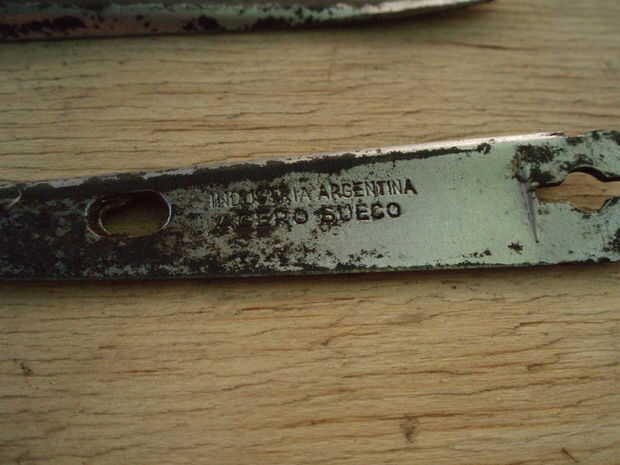 INDUSTRIA ARGENTINA
ACERO SUECO